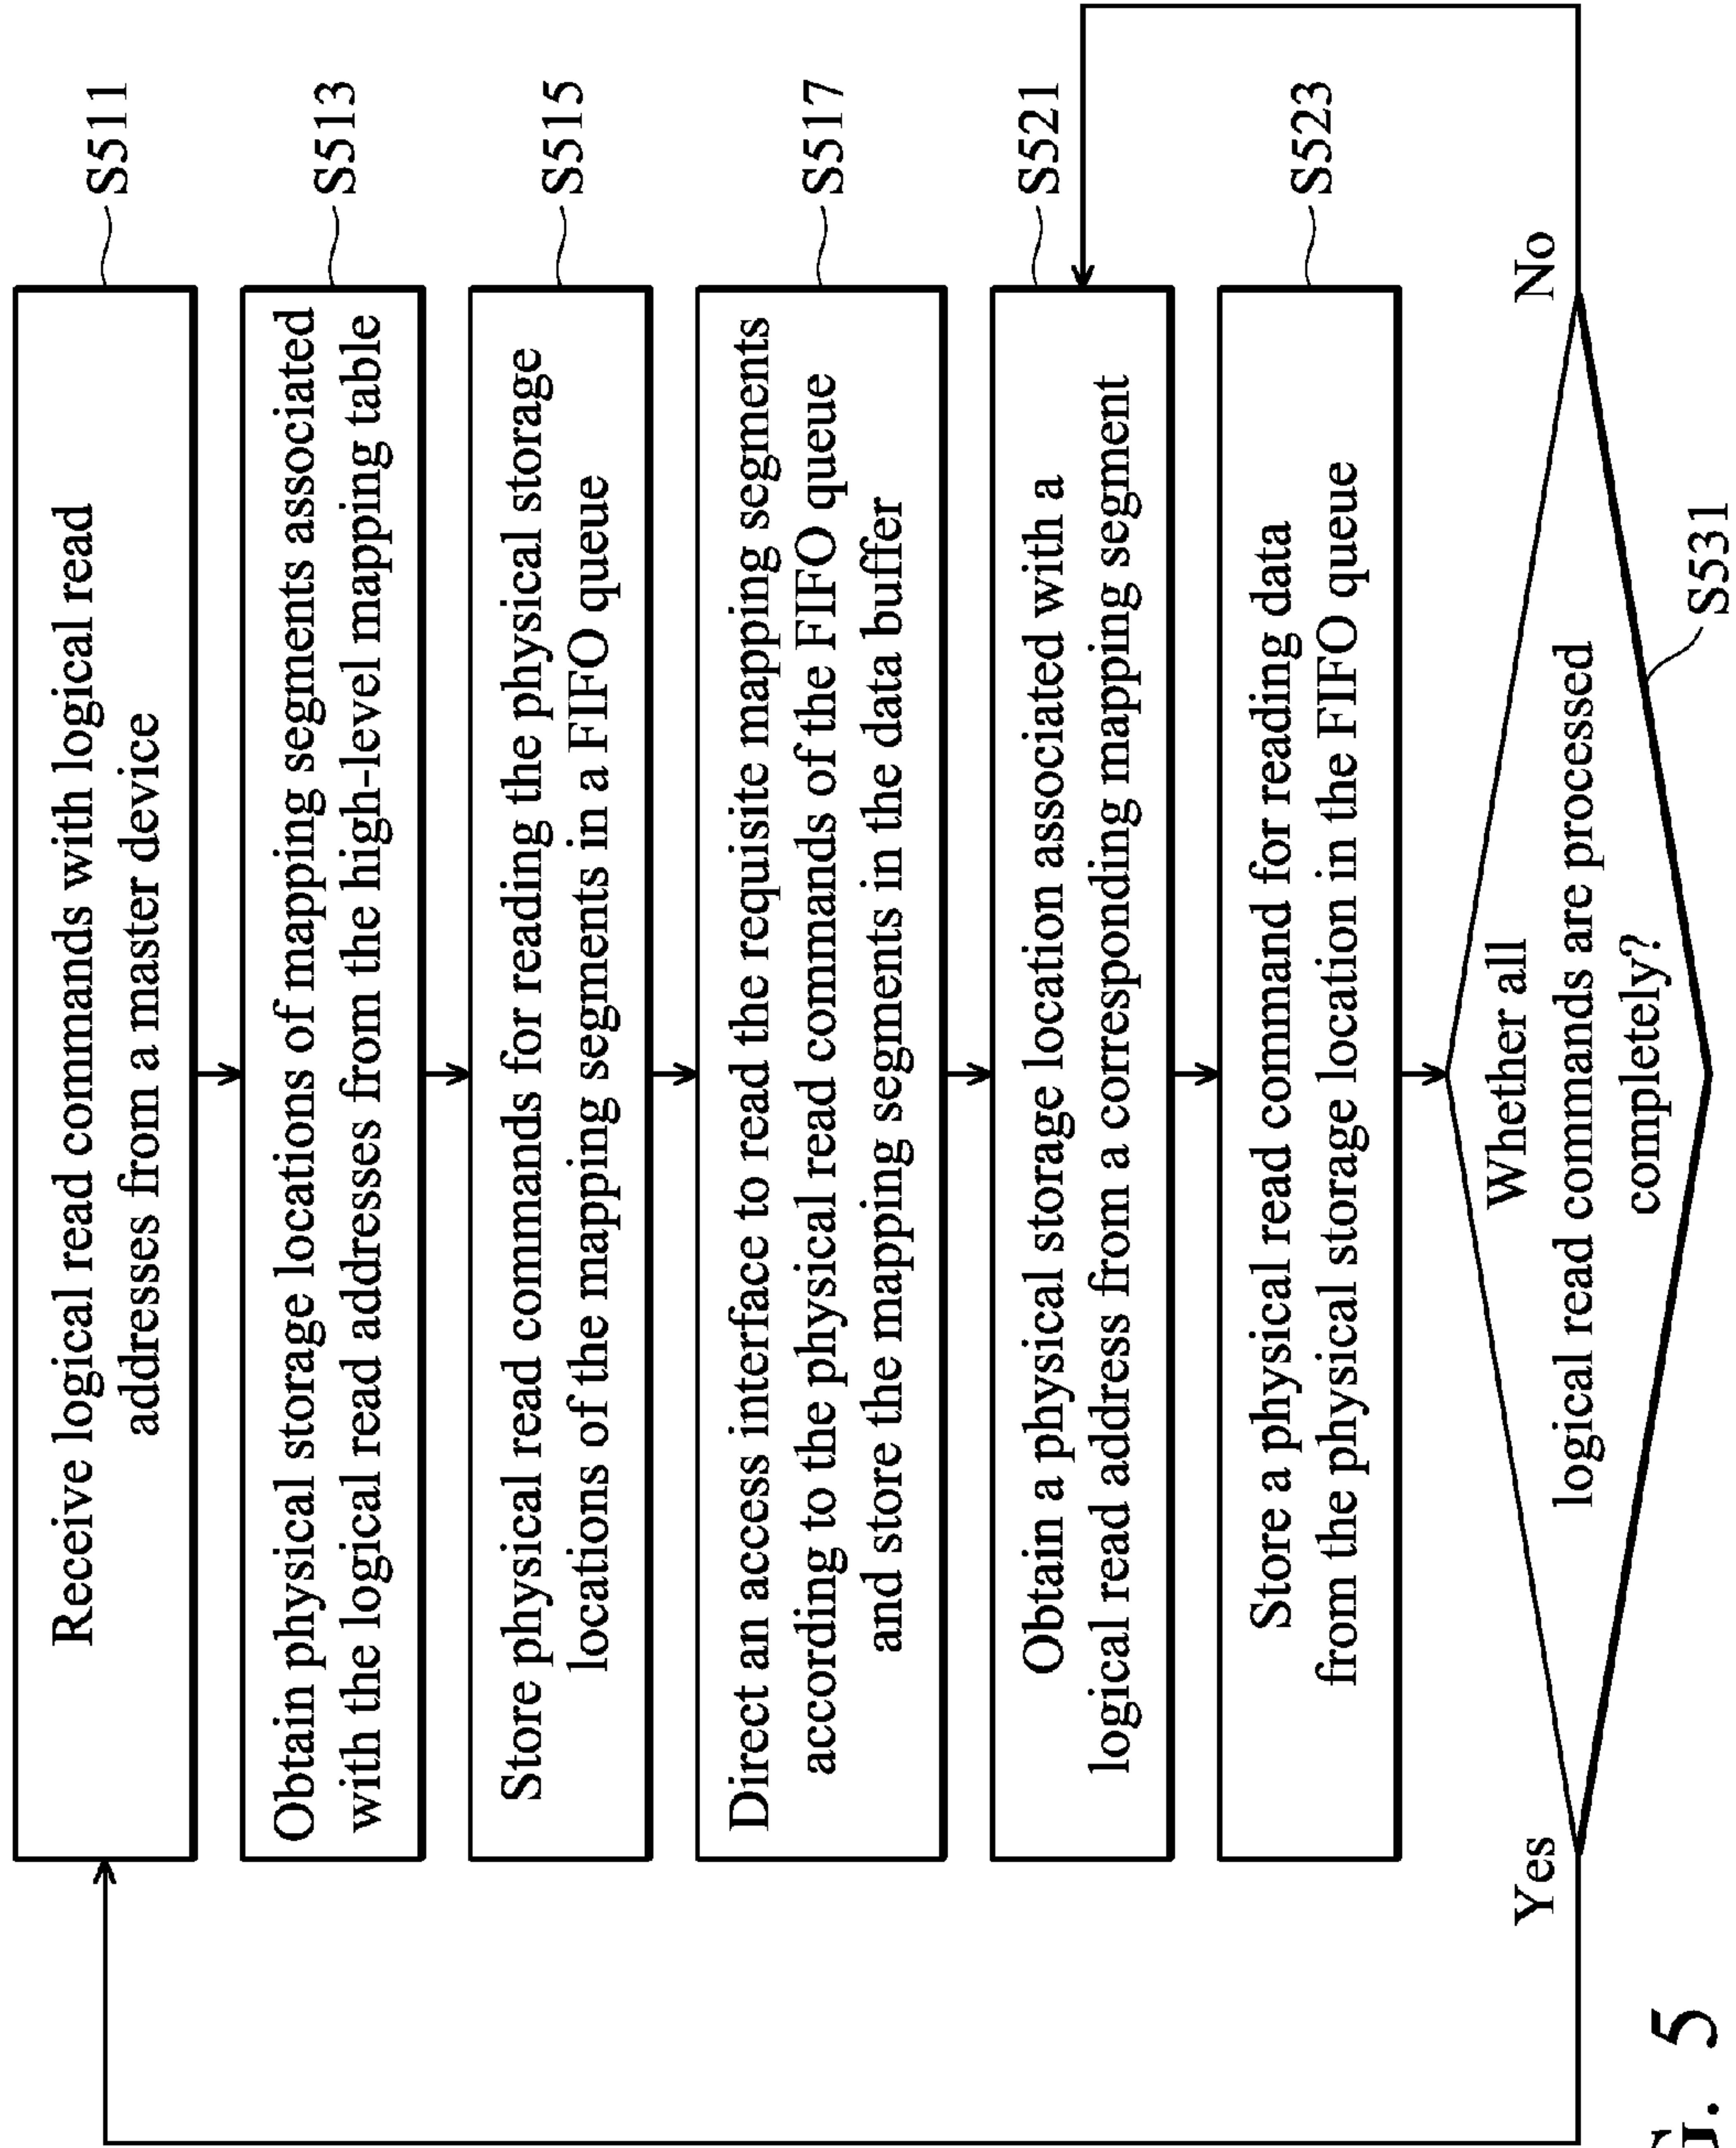 Receive logical read commands with logical read
addresses from a master device
S511
Obtain physical storage locations of mapping segments associated
with the logical read addresses from the high-level mapping table
S513
Store physical read commands for reading the physical storage
locations of the mapping segments in a FIFO queue
S515
Direct an access interface to read the requisite mapping segments
according to the physical read commands of the FIFO queue
and store the mapping segments in the data buffer
S517
Obtain a physical storage location associated with a
logical read address from a corresponding mapping segment
S521
Store a physical read command for reading data
from the physical storage location in the FIFO queue
S523
Yes
No
Whether all
logical read commands are processed
completely?
S531
5